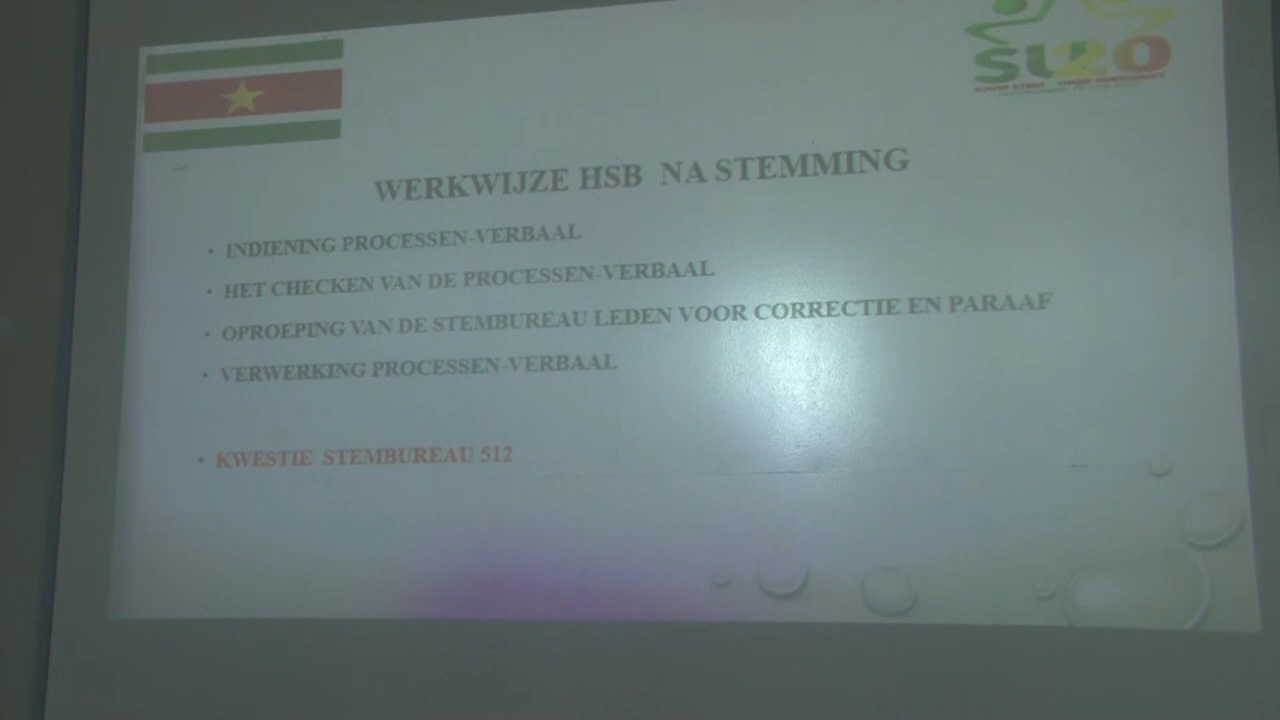 SU20
WERKWIJZE HSB NA STEMMING
• INDIENING PROCESSEN-VERBAAL
• HET CHECKEN VAN DE PROCESSEN-VERBAAL
• OPROEPING VAN DE STEMBUREAU LEDEN VOOR CORRECTIE EN PARAAF
• VERWERKING PROCESSEN-VERBAAL
• KWESTIE STEMBUREAU 512